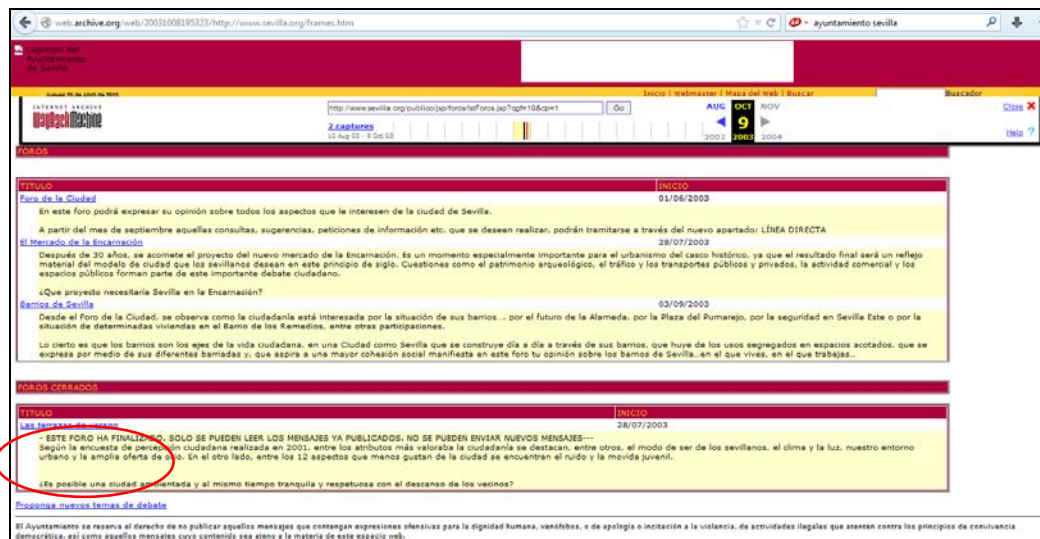 web.archive.org/web/20031008195323/http://www.sevilla.org/frames.htm
ayuntamiento sevilla
Logotipo del
Ayuntamiento
de Sevilla
Inicio | Webmaster | Mapa del Web | Buscar
Buscador
INTERNET ARCHIVE
WayBackMachine
http://www.sevilla.org/publico/jsp/foros/listForos.jsp?opft=10&cp=1
Go
AUG OCT NOV
Close
2 captures
9
10 Aug 03 - 9 Oct 03
2002 2003 2004
Help ?
FOROS
TITULO
INICIO
Foro de la Ciudad
01/06/2003
En este foro podrá expresar su opinión sobre todos los aspectos que le interesen de la ciudad de Sevilla.
A partir del mes de septiembre aquellas consultas, sugerencias, peticiones de información etc. que se deseen realizar, podrán tramitarse a través del nuevo apartado: LÍNEA DIRECTA
El Mercado de la Encarnación
28/07/2003
Después de 30 años, se acomete el proyecto del nuevo mercado de la Encarnación. Es un momento especialmente importante para el urbanismo del casco histórico, ya que el resultado final será un reflejo
material del modelo de ciudad que los sevillanos desean en este principio de siglo. Cuestiones como el patrimonio arqueológico, el tráfico y los transportes públicos y privados, la actividad comercial y los
espacios públicos forman parte de este importante debate ciudadano.
¿Que proyecto necesitaría Sevilla en la Encarnación?
Barrios de Sevilla
03/09/2003
Desde el Foro de la Ciudad, se observa como la ciudadanía está interesada por la situación de sus barrios... por el futuro de la Alameda, por la Plaza del Pumarejo, por la seguridad en Sevilla Este o por la
situación de determinadas viviendas en el Barrio de los Remedios, entre otras participaciones.
Lo cierto es que los barrios son los ejes de la vida ciudadana, en una Ciudad como Sevilla que se construye día a día a través de sus barrios, que huye de los usos segregados en espacios acotados, que se
expresa por medio de sus diferentes barriadas y, que aspira a una mayor cohesión social manifiesta en este foro tu opinión sobre los barrios de Sevilla...en el que vives, en el que trabajas...
FOROS CERRADOS
TITULO
INICIO
Las terrazas de verano
28/07/2003
- ESTE FORO HA FINALIZADO, SOLO SE PUEDEN LEER LOS MENSAJES YA PUBLICADOS, NO SE PUEDEN ENVIAR NUEVOS MENSAJES---
Según la encuesta de percepción ciudadana realizada en 2001, entre los atributos más valoraba la ciudadanía se destacan, entre otros, el modo de ser de los sevillanos, el clima y la luz, nuestro entorno
urbano y la amplia oferta de ocio. En el otro lado, entre los 12 aspectos que menos gustan de la ciudad se encuentran el ruido y la movida juvenil.
¿Es posible una ciudad ambientada y al mismo tiempo tranquila y respetuosa con el descanso de los vecinos?
Proponga nuevos temas de debate
El Ayuntamiento se reserva el derecho de no publicar aquellos mensajes que contengan expresiones ofensivas para la dignidad humana, xenófobos, o de apología o incitación a la violencia, de actividades ilegales que atenten contra los principios de convivencia
democrática, así como aquellos mensajes cuyo contenido sea ajeno a la materia de este espacio web.